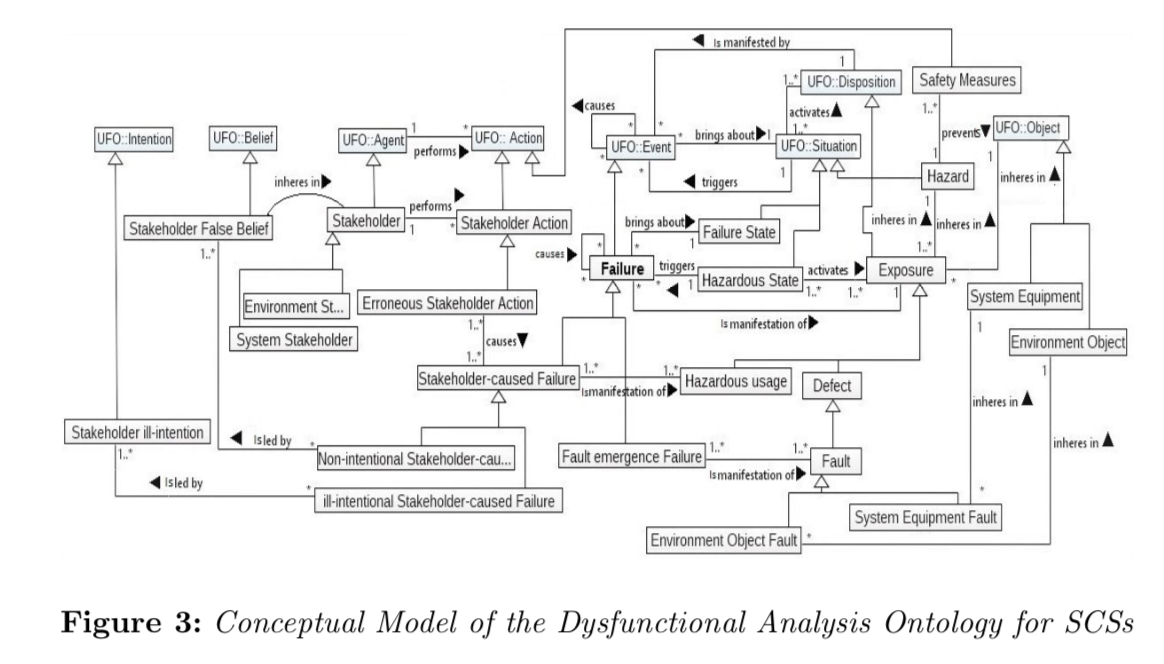 Is manifested by
1
1..*
UFO::Disposition
Safety Measures
causes
activates
1..*
*
*
1..*
prevents
UFO::Object
UFO::Intention
UFO::Belief
UFO::Agent
1
*
performs
UFO:: Action
*
UFO::Event
*
brings about
1
UFO::Situation
1
1
*
triggers
1
Hazard
inheres in
inheres in
performs
1
*
Stakeholder False Belief
Stakeholder
Stakeholder Action
1..*
brings about
*
1
Failure State
inheres in
inheres in
1
1..*
causes
*
*
Failure
triggers
*
1
Hazardous State
activates
1..*
1..*
Exposure
1
*
*
Is manifestation of
System Equipment
1
Environment St...
System Stakeholder
Erroneous Stakeholder Action
1..*
causes
1..*
Environment Object
1
Stakeholder-caused Failure
1..*
1..*
Ismanifestation of
Hazardous usage
Defect
inheres in
inheres in
Stakeholder ill-intention
1..*
Is led by
*
Non-intentional Stakeholder-cau...
Fault emergence Failure
1..*
1..*
Is manifestation of
Fault
Is led by
*
ill-intentional Stakeholder-caused Failure
*
System Equipment Fault
Environment Object Fault
*
Figure 3: Conceptual Model of the Dysfunctional Analysis Ontology for SCSs